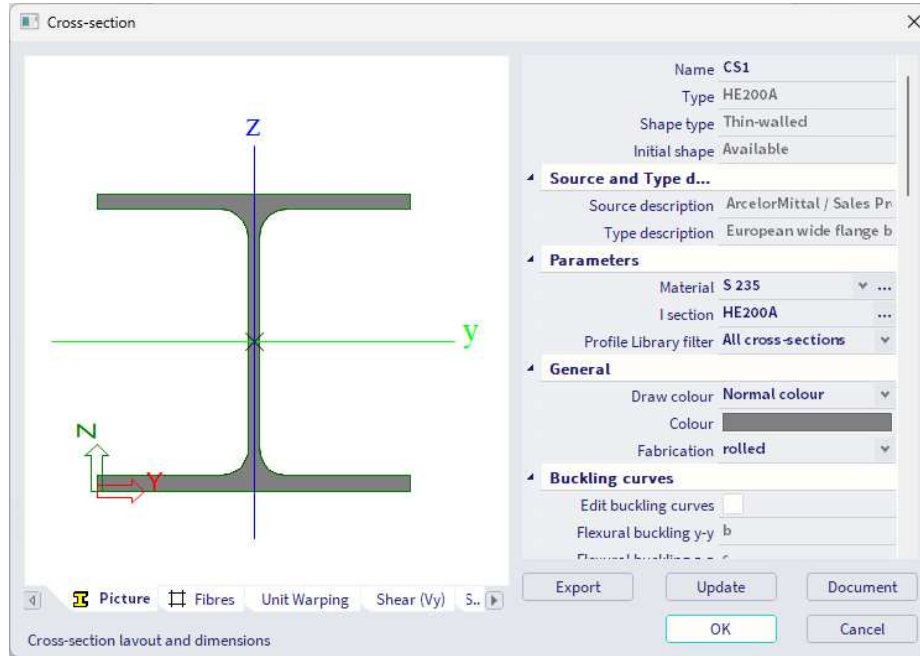 Cross-section
z
y
Z
Y
Name CS1
Type HE200A
Shape type Thin-walled
Initial shape Available
Source and Type d...
Source description ArcelorMittal / Sales Pr
Type description European wide flange b
Parameters
Material S 235 ...
I section HE200A ...
Profile Library filter All cross-sections
General
Draw colour Normal colour
Colour
Fabrication rolled
Buckling curves
Edit buckling curves
Flexural buckling y-y b
Picture Fibres Unit Warping Shear (Vy) S..
Export Update Document
OK Cancel
Cross-section layout and dimensions